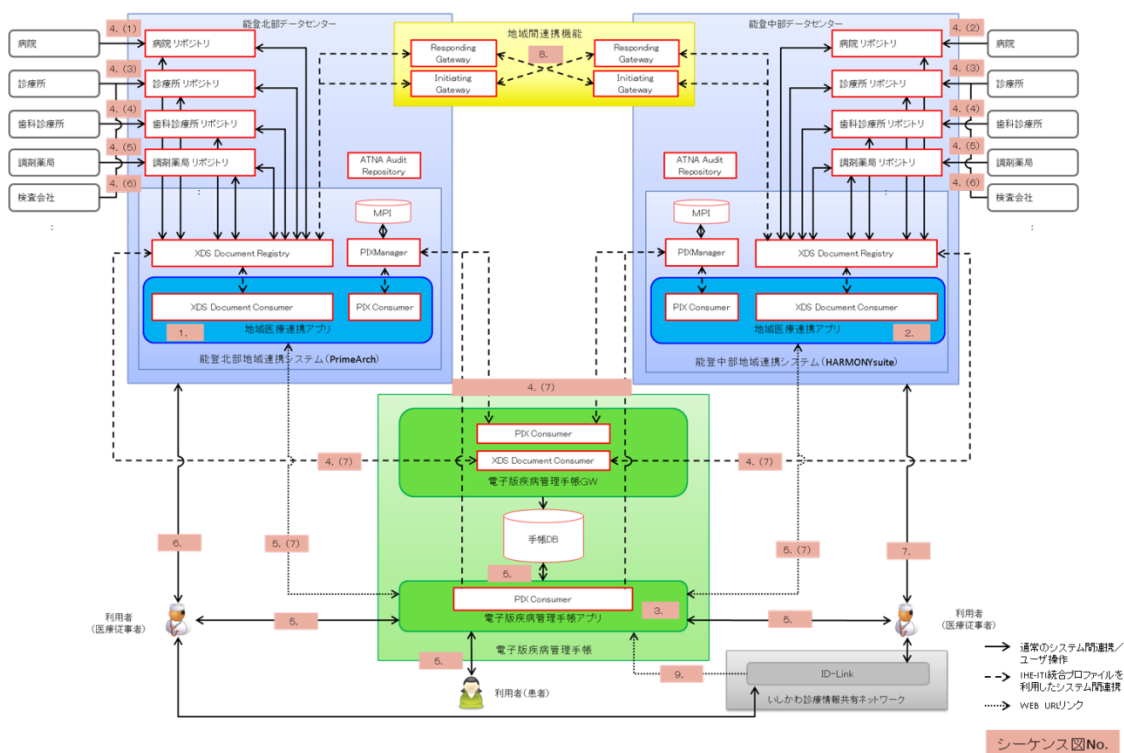 能登北部データセンター
病院
4. (1)
病院リポジトリ
診療所
4. (3)
診療所リポジトリ
歯科診療所
4. (4)
歯科診療所リポジトリ
調剤薬局
4. (5)
調剤薬局リポジトリ
検査会社
4. (6)
:
:
ATNA Audit
Repository
MPI
XDS Document Registry
PIXManager
XDS Document Consumer
PIX Consumer
1.
地域医療連携アプリ
能登北部地域連携システム(PrimeArch)
地域間連携機能
Responding
Gateway
8.
Responding
Gateway
Initiating
Gateway
Initiating
Gateway
能登中部データセンター
病院リポジトリ
4. (2)
病院
診療所リポジトリ
4. (3)
診療所
歯科診療所リポジトリ
4. (4)
歯科診療所
調剤薬局リポジトリ
4. (5)
調剤薬局
4. (6)
検査会社
:
:
ATNA Audit
Repository
MPI
PIXManager
XDS Document Registry
PIX Consumer
XDS Document Consumer
地域医療連携アプリ
2.
能登中部地域連携システム(HARMONYsuite)
4. (7)
PIX Consumer
4. (7)
XDS Document Consumer
4. (7)
電子版疾病管理手帳GW
手帳DB
6.
5. (7)
5.
5. (7)
7.
PIX Consumer
3.
電子版疾病管理手帳アプリ
電子版疾病管理手帳
利用者
(医療従事者)
5.
5.
利用者
(医療従事者)
5.
利用者(患者)
9.
ID-Link
いしかわ診療情報共有ネットワーク
通常のシステム間連携／
ユーザ操作
IHE-ITI統合プロファイルを
利用したシステム間連携
WEB URLリンク
シーケンス図No.